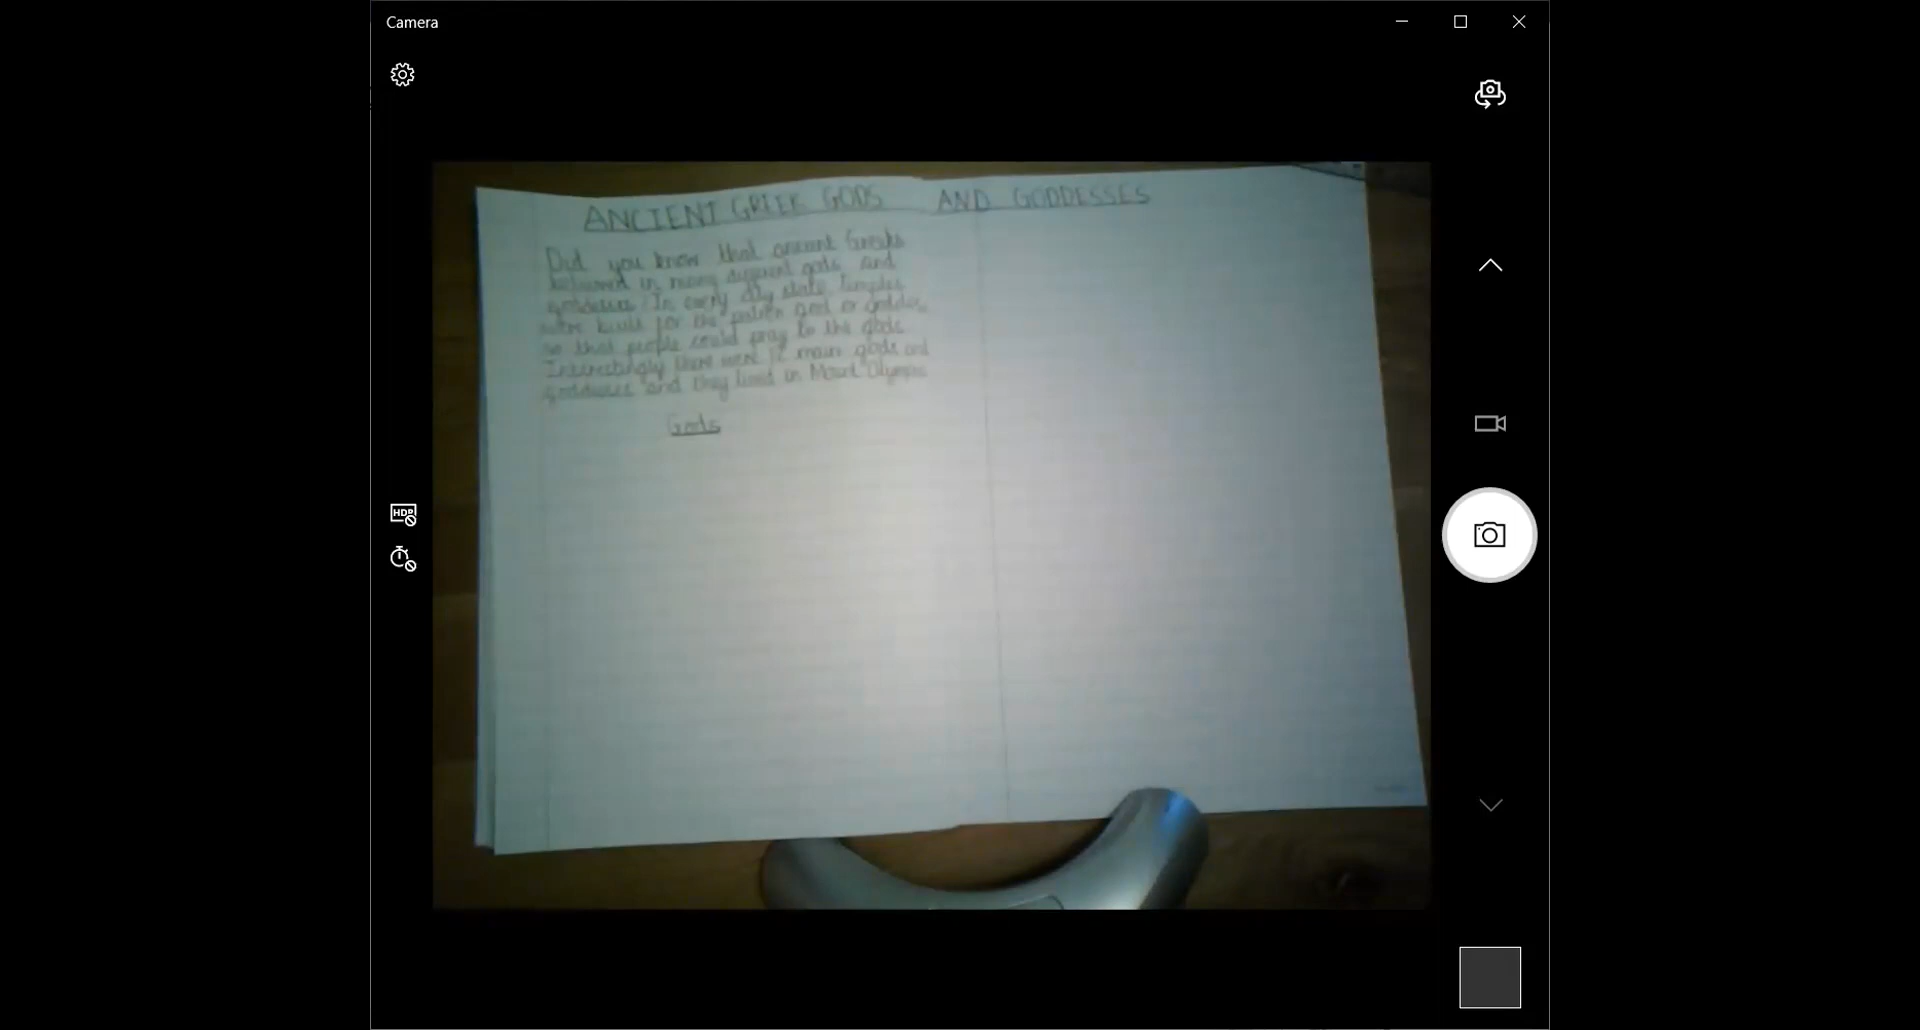 Camera
HDR
ANCIENT GREEK GODS AND GODDESSES
Did you know that ancient Greeks
believed in many different gods and
goddesses. In every city state, temples
were built for the patron god or goddess
so that people could pray to the gods.
Interestingly there were 12 main gods and
goddesses and they lived in Mount Olympus
Gods